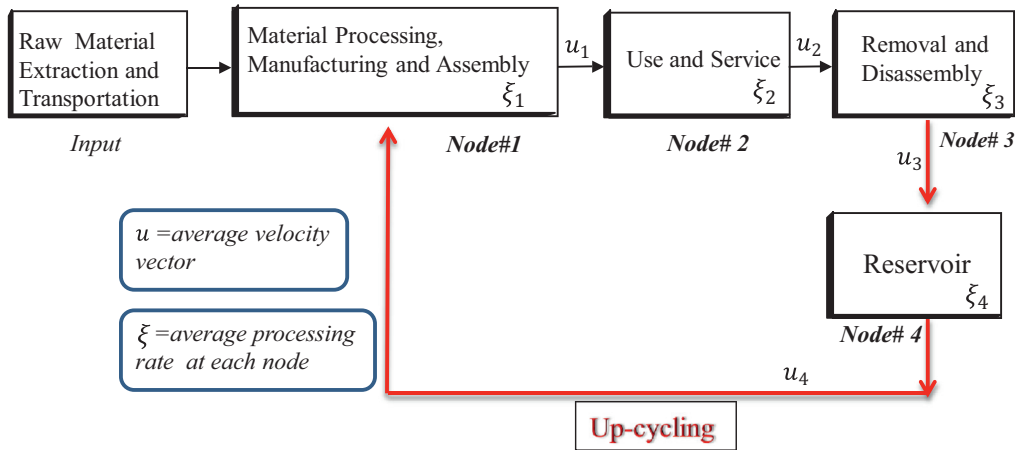 Raw Material
Extraction and
Transportation
Input
Material Processing,
Manufacturing and Assembly
ξ₁
Node#1
u₁
Use and Service
ξ₂
Node# 2
u₂
Removal and
Disassembly
ξ₃
Node# 3
u₃
Reservoir
ξ₄
Node# 4
u₄
Up-cycling
u =average velocity
vector
ξ =average processing
rate at each node